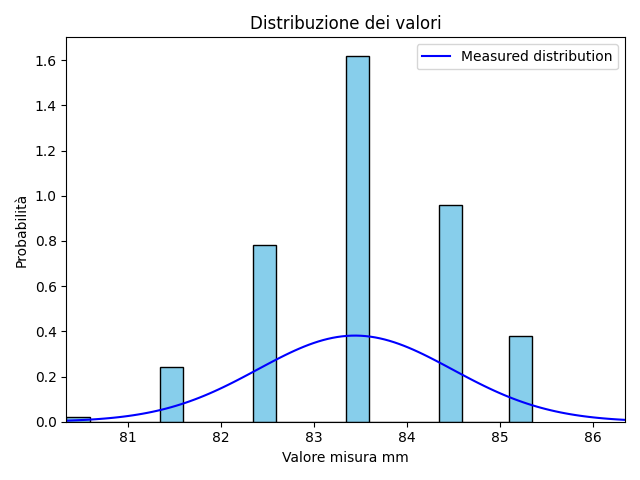 Distribuzione dei valori
Measured distribution
1.6
1.4
1.2
1.0
0.8
0.6
0.4
0.2
0.0
Probabilità
81 82 83 84 85 86
Valore misura mm